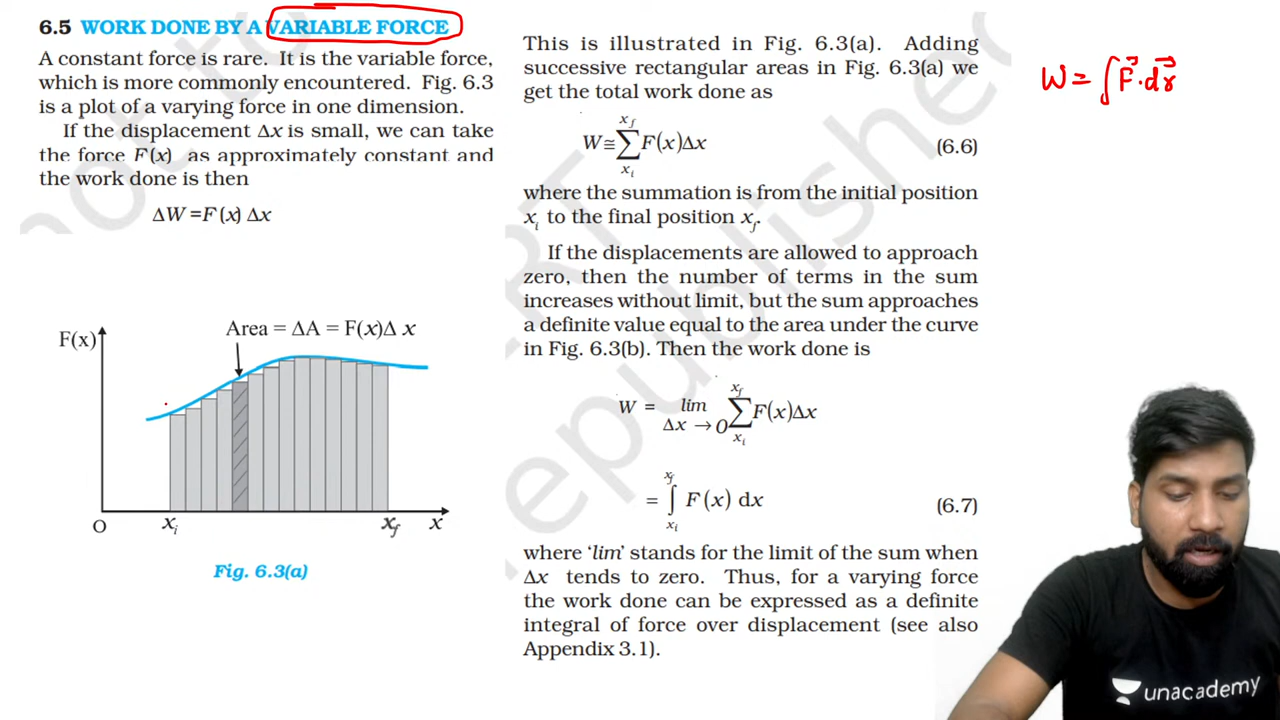 6.5 WORK DONE BY A VARIABLE FORCE
A constant force is rare. It is the variable force,
which is more commonly encountered. Fig. 6.3
is a plot of a varying force in one dimension.
If the displacement Δx is small, we can take
the force F(x) as approximately constant and
the work done is then
ΔW =F (x) Δx
Area = ΔA = F(x)Δ x
F(x)
O
xᵢ
x_f
x
Fig. 6.3(a)
This is illustrated in Fig. 6.3(a). Adding
successive rectangular areas in Fig. 6.3(a) we
get the total work done as
x_f
W≅∑F(x)Δx (6.6)
xᵢ
where the summation is from the initial position
xᵢ to the final position x_f.
If the displacements are allowed to approach
zero, then the number of terms in the sum
increases without limit, but the sum approaches
a definite value equal to the area under the curve
in Fig. 6.3(b). Then the work done is
x_f
W = lim ∑F(x)Δx
Δx → 0
xᵢ
x_f
= ∫ F (x) dx (6.7)
xᵢ
where ‘lim’ stands for the limit of the sum when
Δx tends to zero. Thus, for a varying force
the work done can be expressed as a definite
integral of force over displacement (see also
Appendix 3.1).
W = ∫F⃗·dr⃗
unacademy